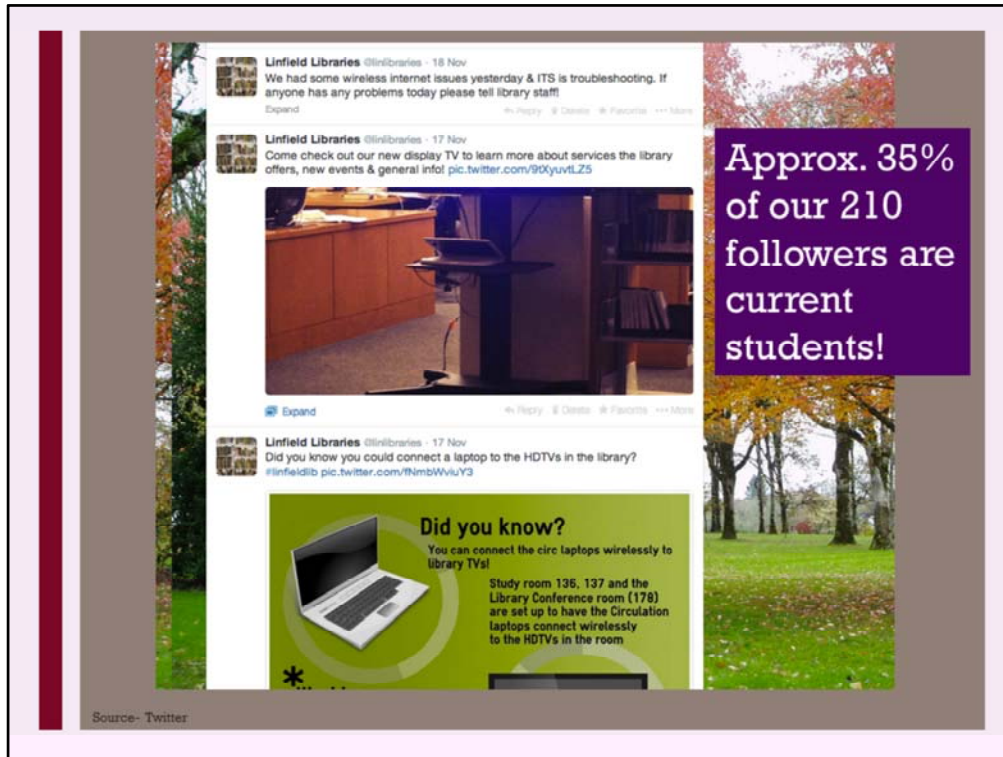 Linfield Libraries @linlibraries · 18 Nov
We had some wireless internet issues yesterday & ITS is troubleshooting. If
anyone has any problems today please tell library staff!
Expand
Reply Delete Favorite More
Linfield Libraries @linlibraries · 17 Nov
Come check out our new display TV to learn more about services the library
offers, new events & general info! pic.twitter.com/9tXyuvtLZ5
Expand
Reply Delete Favorite More
Linfield Libraries @linlibraries · 17 Nov
Did you know you could connect a laptop to the HDTVs in the library?
#linfieldlib pic.twitter.com/fNmbWviuY3
Did you know?
You can connect the circ laptops wirelessly to
library TVs!
Study room 136, 137 and the
Library Conference room (178)
are set up to have the Circulation
laptops connect wirelessly
to the HDTVs in the room
*
Approx. 35%
of our 210
followers are
current
students!
Source- Twitter